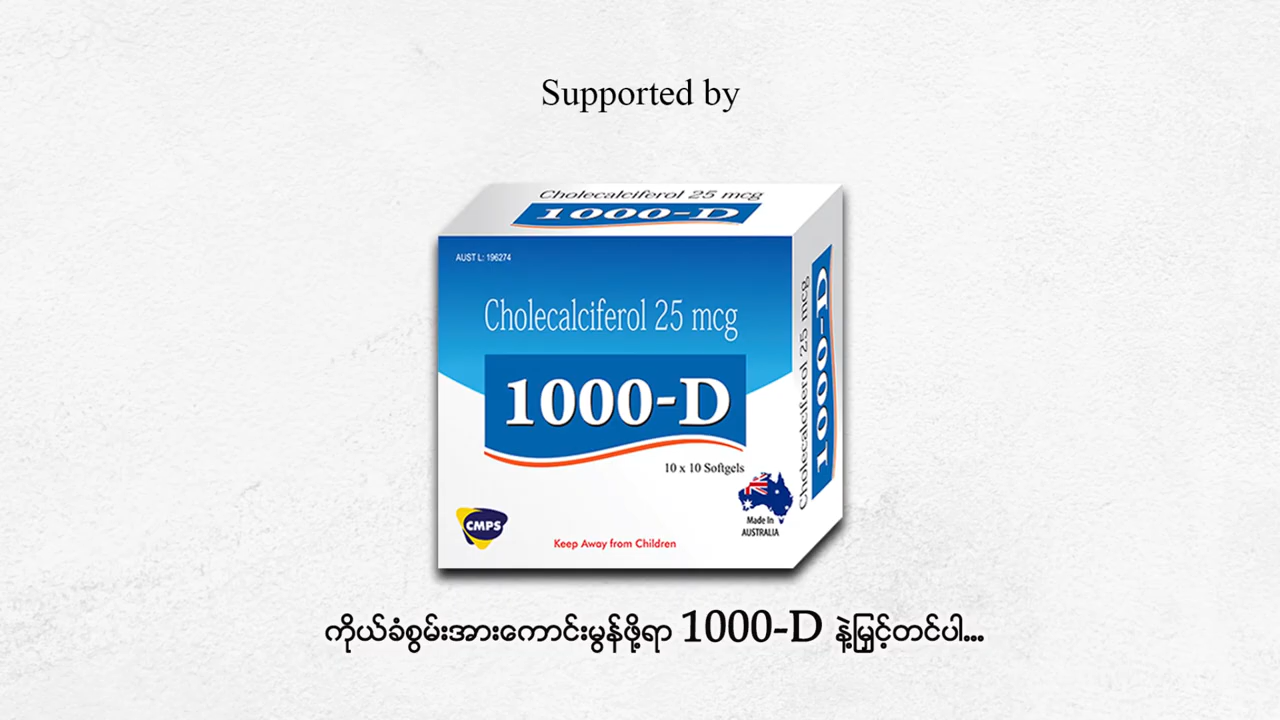 Supported by
Cholecalciferol 25 mcg
1000-D
AUST L: 196274
Cholecalciferol 25 mcg
1000-D
10 x 10 Softgels
Made In
AUSTRALIA
CMPS
Keep Away from Children
Cholecalciferol 25 mcg
1000-D
ကိုယ်ခံစွမ်းအားကောင်းမွန်ဖို့ရာ 1000-D နဲ့မြှင့်တင်ပါ...